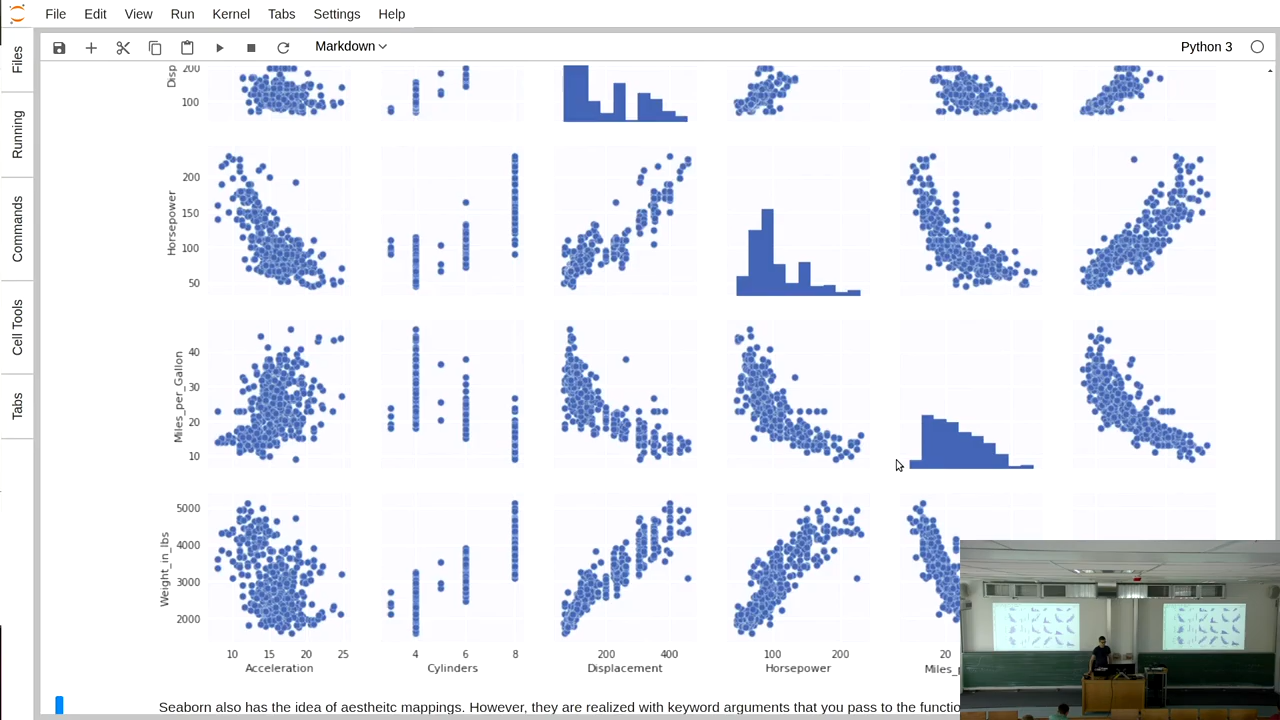 File Edit View Run Kernel Tabs Settings Help
Markdown Python 3
Files
Running
Commands
Cell Tools
Tabs
Disp
200
100
Horsepower
200
150
100
50
Miles_per_Gallon
40
30
20
10
Weight_in_lbs
5000
4000
3000
2000
10 15 20 25 4 6 8 200 400 100 200 20
Acceleration Cylinders Displacement Horsepower Miles_p
Seaborn also has the idea of aestheitc mappings. However, they are realized with keyword arguments that you pass to the functio